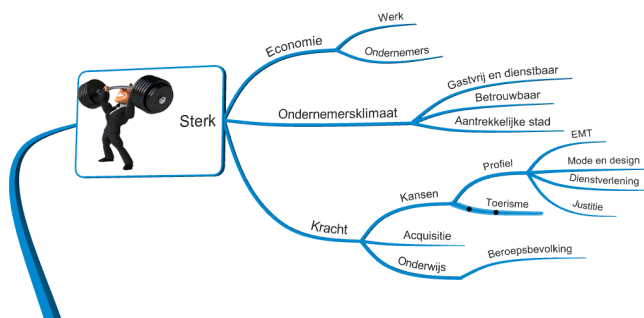 Sterk
Economie
Werk
Ondernemers
Ondernemersklimaat
Gastvrij en dienstbaar
Betrouwbaar
Aantrekkelijke stad
Kracht
Kansen
Profiel
EMT
Mode en design
Dienstverlening
Justitie
Toerisme
Acquisitie
Onderwijs
Beroepsbevolking